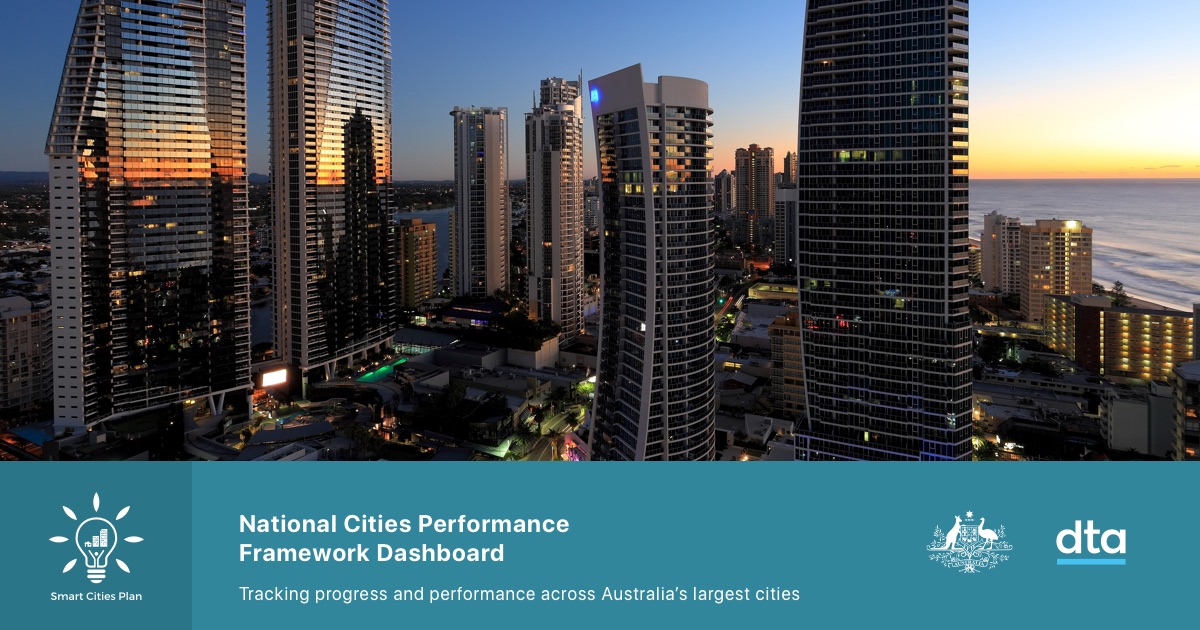 Smart Cities Plan
National Cities Performance
Framework Dashboard
Tracking progress and performance across Australia’s largest cities
dta